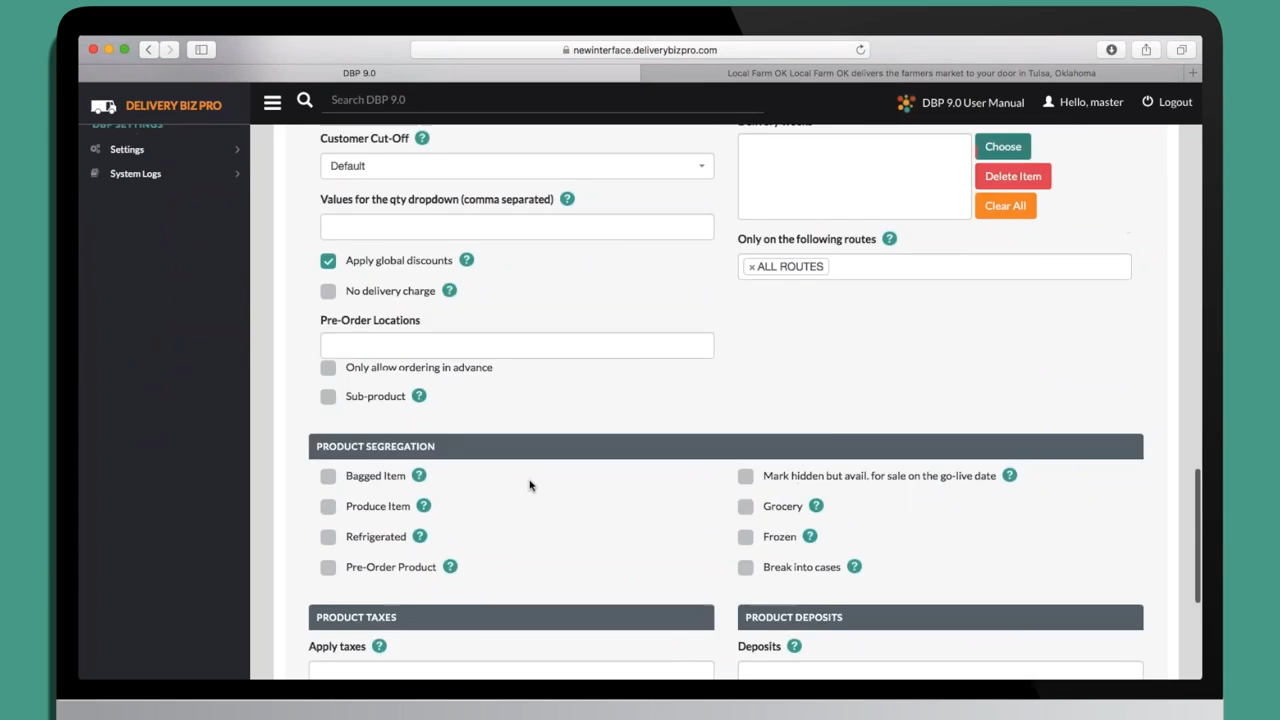 newinterface.deliverybizpro.com
DBP 9.0
Local Farm OK Local Farm OK delivers the farmers market to your door in Tulsa, Oklahoma
DELIVERY BIZ PRO
Search DBP 9.0
DBP 9.0 User Manual
Hello, master
Logout
DBP SETTINGS
Settings
System Logs
Customer Cut-Off ?
Default
Values for the qty dropdown (comma separated) ?
Apply global discounts ?
No delivery charge ?
Pre-Order Locations
Only allow ordering in advance
Sub-product ?
Delivery weeks
Choose
Delete Item
Clear All
Only on the following routes ?
× ALL ROUTES
PRODUCT SEGREGATION
Bagged Item ?
Mark hidden but avail. for sale on the go-live date ?
Produce Item ?
Grocery ?
Refrigerated ?
Frozen ?
Pre-Order Product ?
Break into cases ?
PRODUCT TAXES
PRODUCT DEPOSITS
Apply taxes ?
Deposits ?